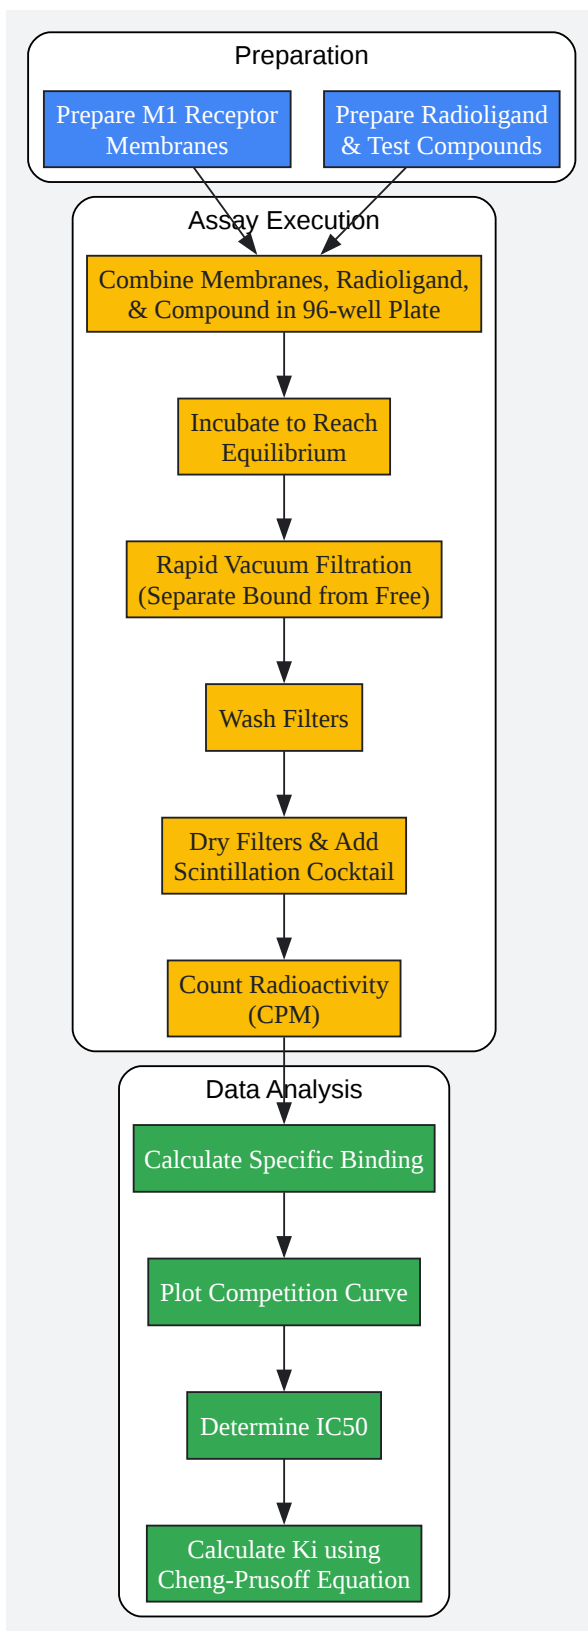 Preparation
Prepare M1 Receptor
Membranes
Prepare Radioligand
& Test Compounds
Assay Execution
Combine Membranes, Radioligand,
& Compound in 96-well Plate
Incubate to Reach
Equilibrium
Rapid Vacuum Filtration
(Separate Bound from Free)
Wash Filters
Dry Filters & Add
Scintillation Cocktail
Count Radioactivity
(CPM)
Data Analysis
Calculate Specific Binding
Plot Competition Curve
Determine IC50
Calculate Ki using
Cheng-Prusoff Equation